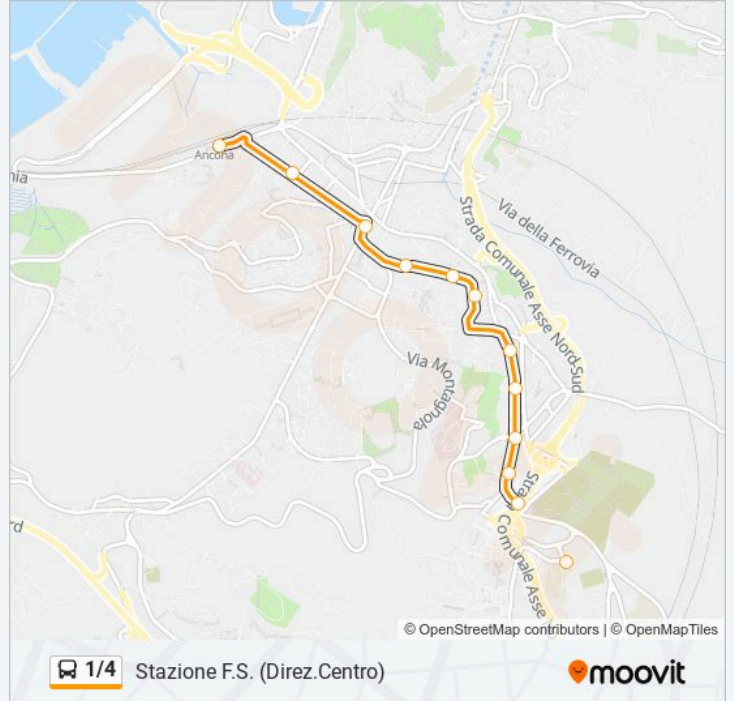 Ancona
nia
Via della Ferrovia
Strada Comunale Asse Nord-Sud
Via Montagnola
Stra
Comunale Asse
rd
© OpenStreetMap contributors | © OpenMapTiles
1/4 Stazione F.S. (Direz.Centro)
moovit